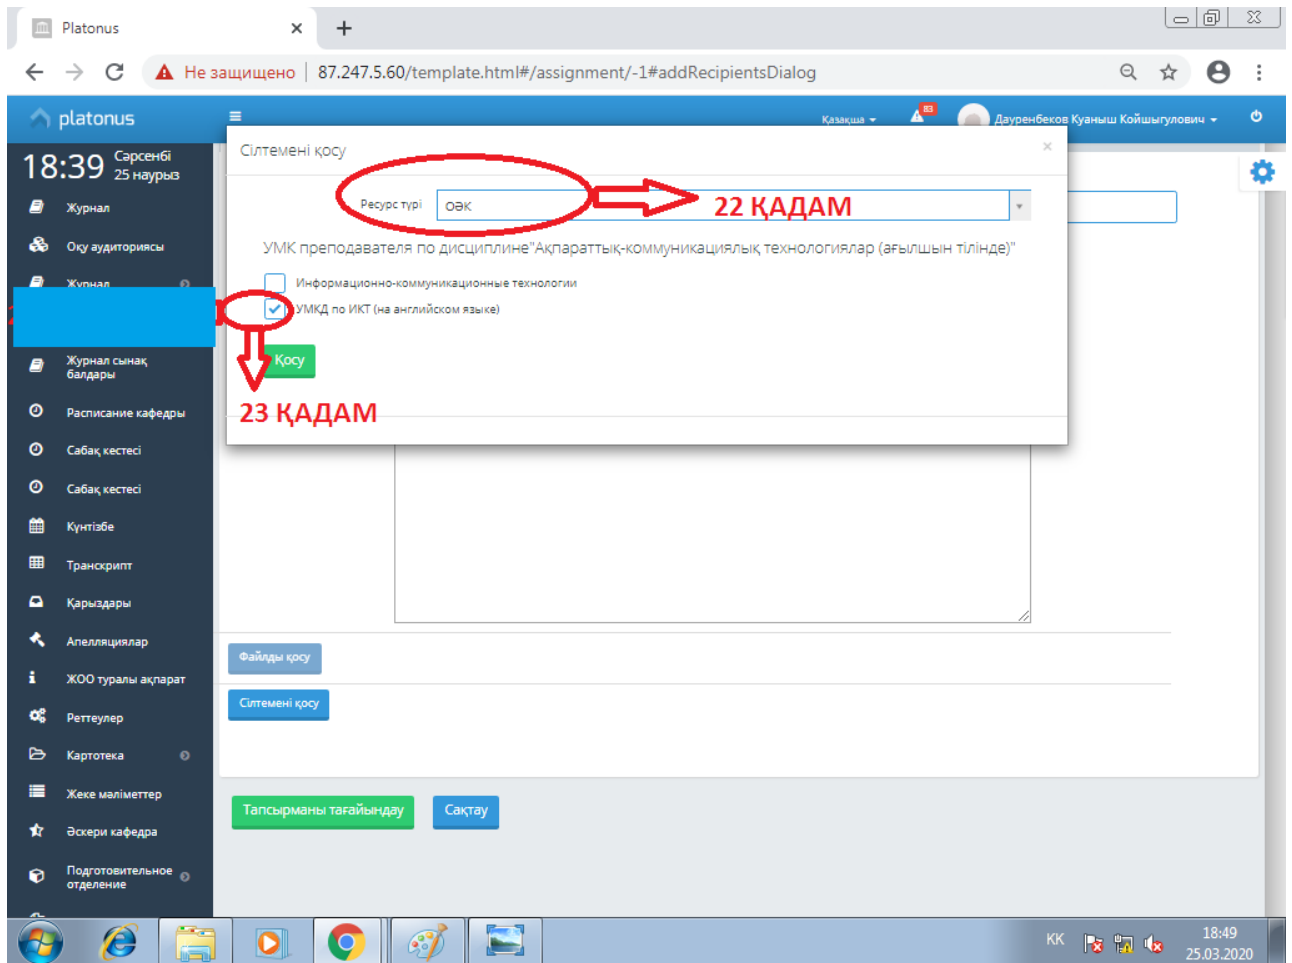 Platonus
Не защищено | 87.247.5.60/template.html#/assignment/-1#addRecipientsDialog
platonus
Қазақша
83
Дауренбеков Куаныш Койшыгулович
18:39
Сәрсенбі
25 наурыз
Журнал
Оқу аудиториясы
Журнал
Журнал сынақ
балдары
Расписание кафедры
Сабақ кестесі
Сабақ кестесі
Күнтізбе
Транскрипт
Қарыздары
Апелляциялар
ЖОО туралы ақпарат
Реттеулер
Картотека
Жеке мәліметтер
Әскери кафедра
Подготовительное
отделение
Сілтемені қосу
Ресурс түрі
ОӘК
22 ҚАДАМ
УМК преподавателя по дисциплине"Ақпараттық-коммуникациялық технологиялар (ағылшын тілінде)"
Информационно-коммуникационные технологии
УМКД по ИКТ (на английском языке)
Қосу
23 ҚАДАМ
Файлды қосу
Сілтемені қосу
Тапсырманы тағайындау
Сақтау
KK
18:49
25.03.2020